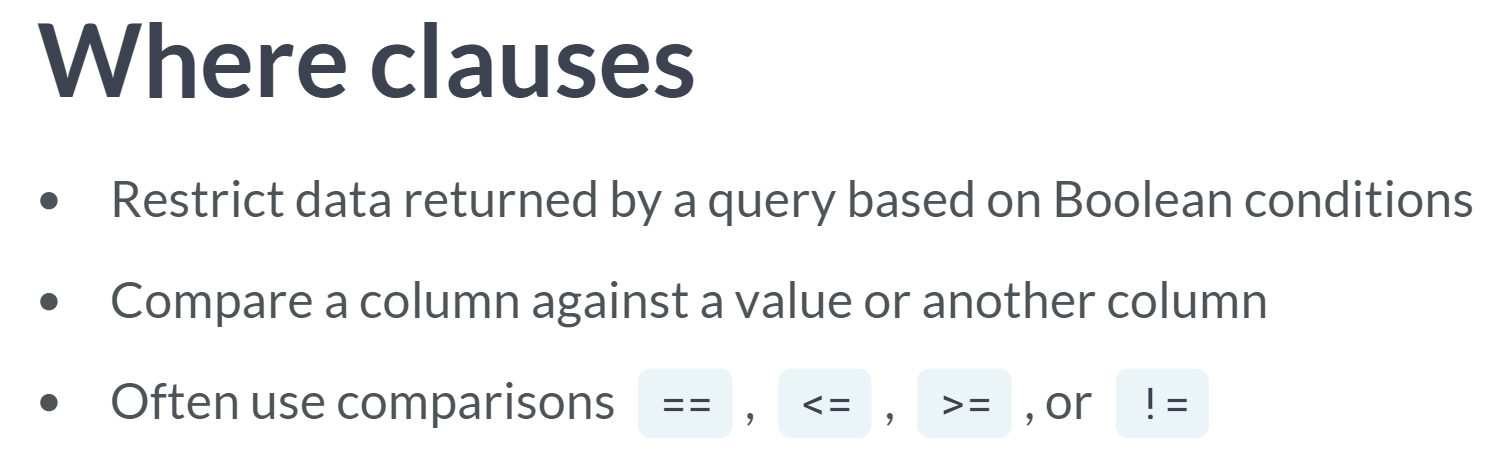 Where clauses
• Restrict data returned by a query based on Boolean conditions
• Compare a column against a value or another column
• Often use comparisons == , <= , >= , or !=